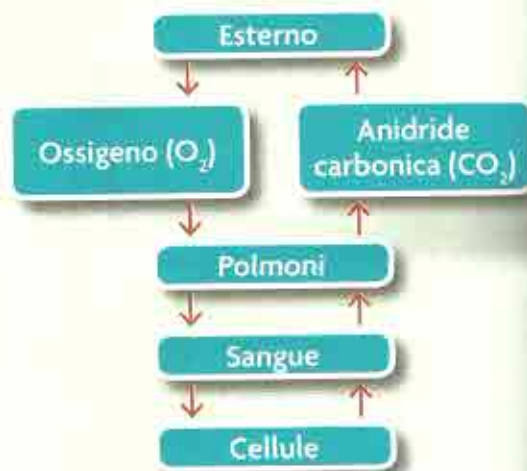 Esterno
Ossigeno (O₂)
Anidride
carbonica (CO₂)
Polmoni
Sangue
Cellule